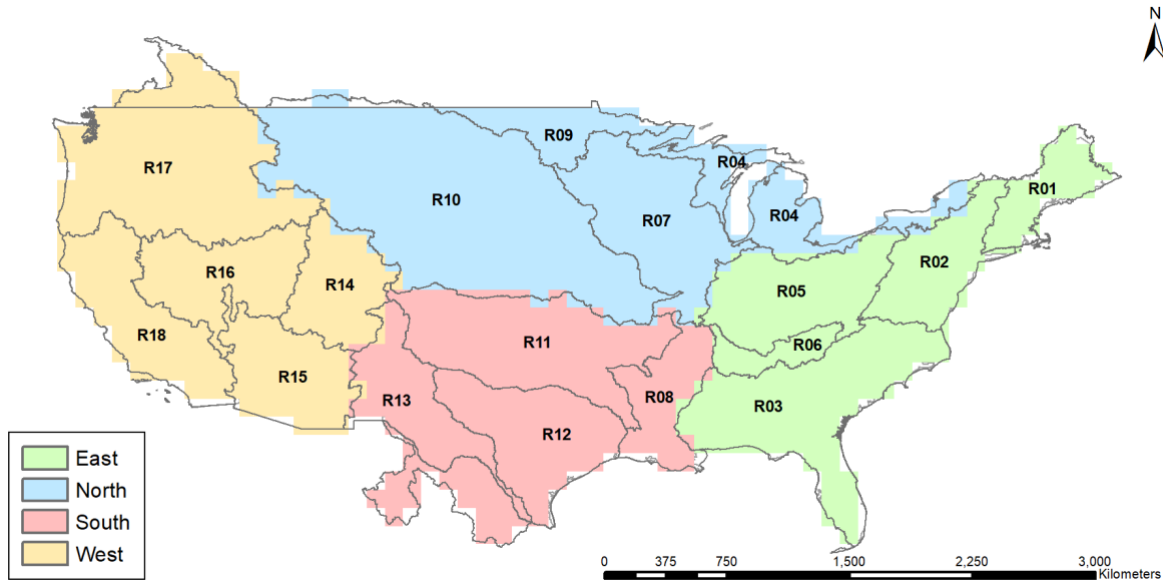 N
R09
R04
R01
R17
R10
R07
R04
R02
R16
R14
R05
R18
R11
R06
R15
R13
R08
R03
R12
East
North
South
West
0 375 750 1,500 2,250 3,000
Kilometers